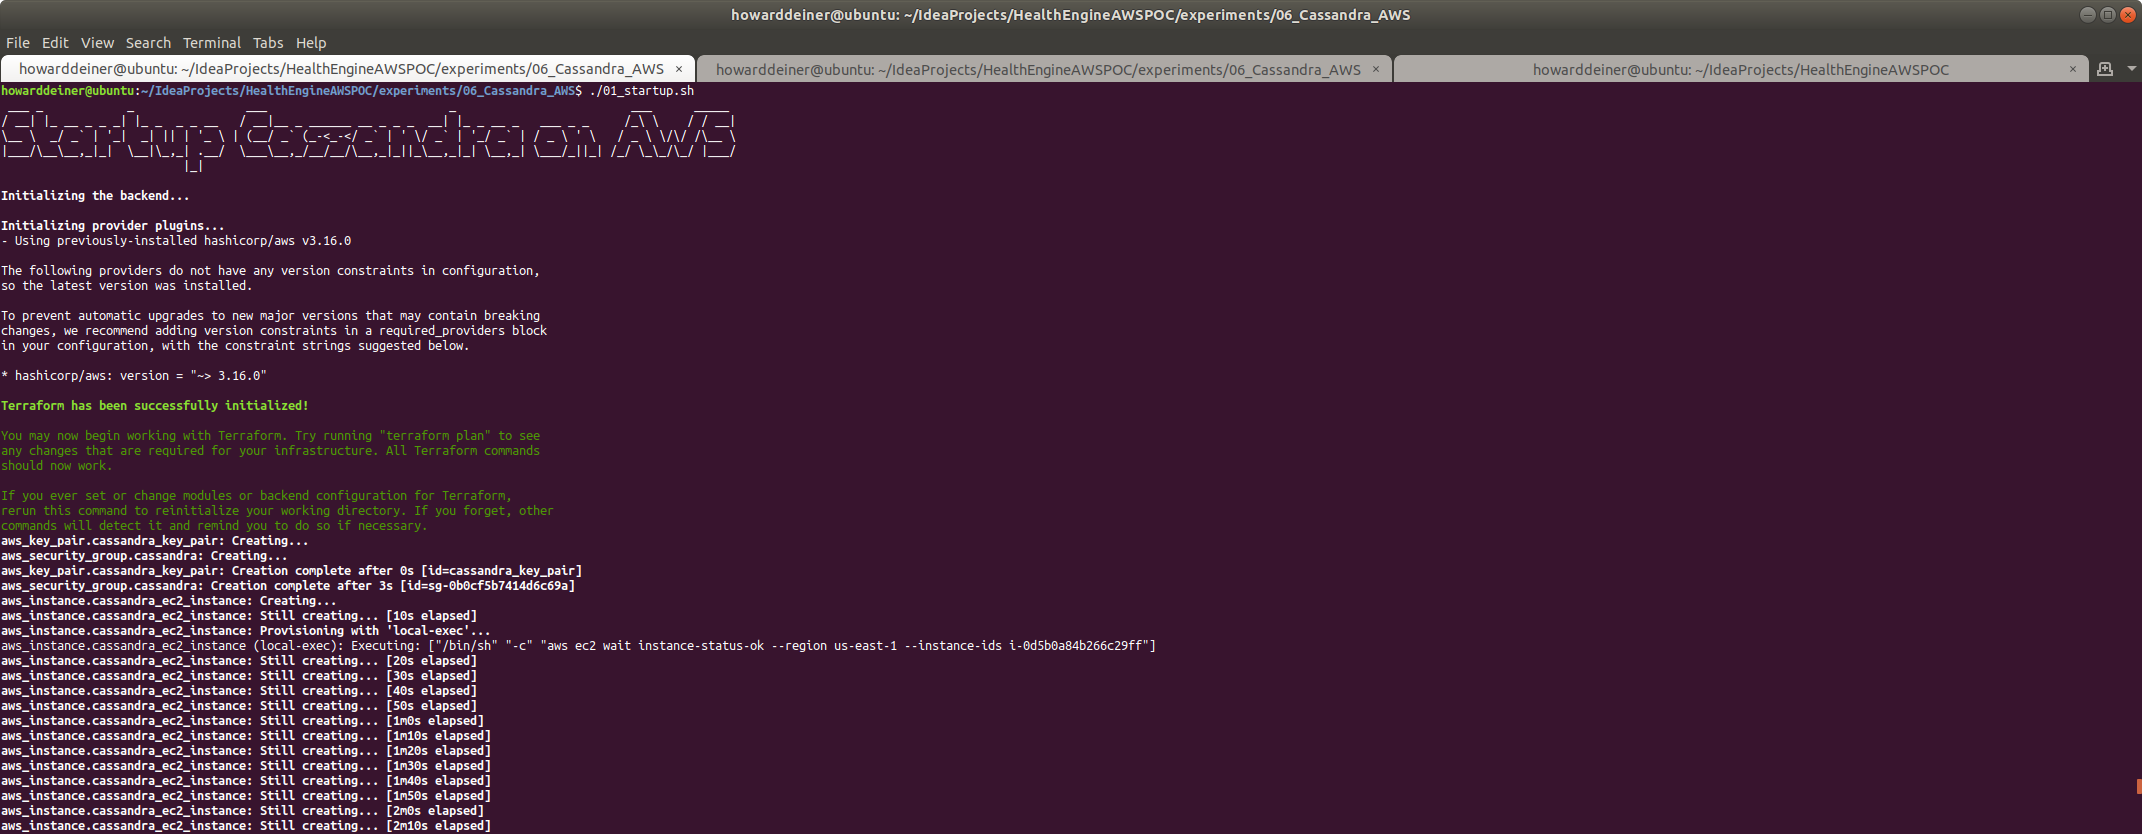 howarddeiner@ubuntu: ~/IdeaProjects/HealthEngineAWSPOC/experiments/06_Cassandra_AWS
File Edit View Search Terminal Tabs Help
howarddeiner@ubuntu: ~/IdeaProjects/HealthEngineAWSPOC/experiments/06_Cassandra_AWS × howarddeiner@ubuntu: ~/IdeaProjects/HealthEngineAWSPOC/experiments/06_Cassandra_AWS × howarddeiner@ubuntu: ~/IdeaProjects/HealthEngineAWSPOC ×
howarddeiner@ubuntu:~/IdeaProjects/HealthEngineAWSPOC/experiments/06_Cassandra_AWS$ ./01_startup.sh
Startup Cassandra on AWS
Initializing the backend...
Initializing provider plugins...
- Using previously-installed hashicorp/aws v3.16.0
The following providers do not have any version constraints in configuration,
so the latest version was installed.
To prevent automatic upgrades to new major versions that may contain breaking
changes, we recommend adding version constraints in a required_providers block
in your configuration, with the constraint strings suggested below.
* hashicorp/aws: version = "~> 3.16.0"
Terraform has been successfully initialized!
You may now begin working with Terraform. Try running "terraform plan" to see
any changes that are required for your infrastructure. All Terraform commands
should now work.
If you ever set or change modules or backend configuration for Terraform,
rerun this command to reinitialize your working directory. If you forget, other
commands will detect it and remind you to do so if necessary.
aws_key_pair.cassandra_key_pair: Creating...
aws_security_group.cassandra: Creating...
aws_key_pair.cassandra_key_pair: Creation complete after 0s [id=cassandra_key_pair]
aws_security_group.cassandra: Creation complete after 3s [id=sg-0b0cf5b7414d6c69a]
aws_instance.cassandra_ec2_instance: Creating...
aws_instance.cassandra_ec2_instance: Still creating... [10s elapsed]
aws_instance.cassandra_ec2_instance: Provisioning with 'local-exec'...
aws_instance.cassandra_ec2_instance (local-exec): Executing: ["/bin/sh" "-c" "aws ec2 wait instance-status-ok --region us-east-1 --instance-ids i-0d5b0a84b266c29ff"]
aws_instance.cassandra_ec2_instance: Still creating... [20s elapsed]
aws_instance.cassandra_ec2_instance: Still creating... [30s elapsed]
aws_instance.cassandra_ec2_instance: Still creating... [40s elapsed]
aws_instance.cassandra_ec2_instance: Still creating... [50s elapsed]
aws_instance.cassandra_ec2_instance: Still creating... [1m0s elapsed]
aws_instance.cassandra_ec2_instance: Still creating... [1m10s elapsed]
aws_instance.cassandra_ec2_instance: Still creating... [1m20s elapsed]
aws_instance.cassandra_ec2_instance: Still creating... [1m30s elapsed]
aws_instance.cassandra_ec2_instance: Still creating... [1m40s elapsed]
aws_instance.cassandra_ec2_instance: Still creating... [1m50s elapsed]
aws_instance.cassandra_ec2_instance: Still creating... [2m0s elapsed]
aws_instance.cassandra_ec2_instance: Still creating... [2m10s elapsed]